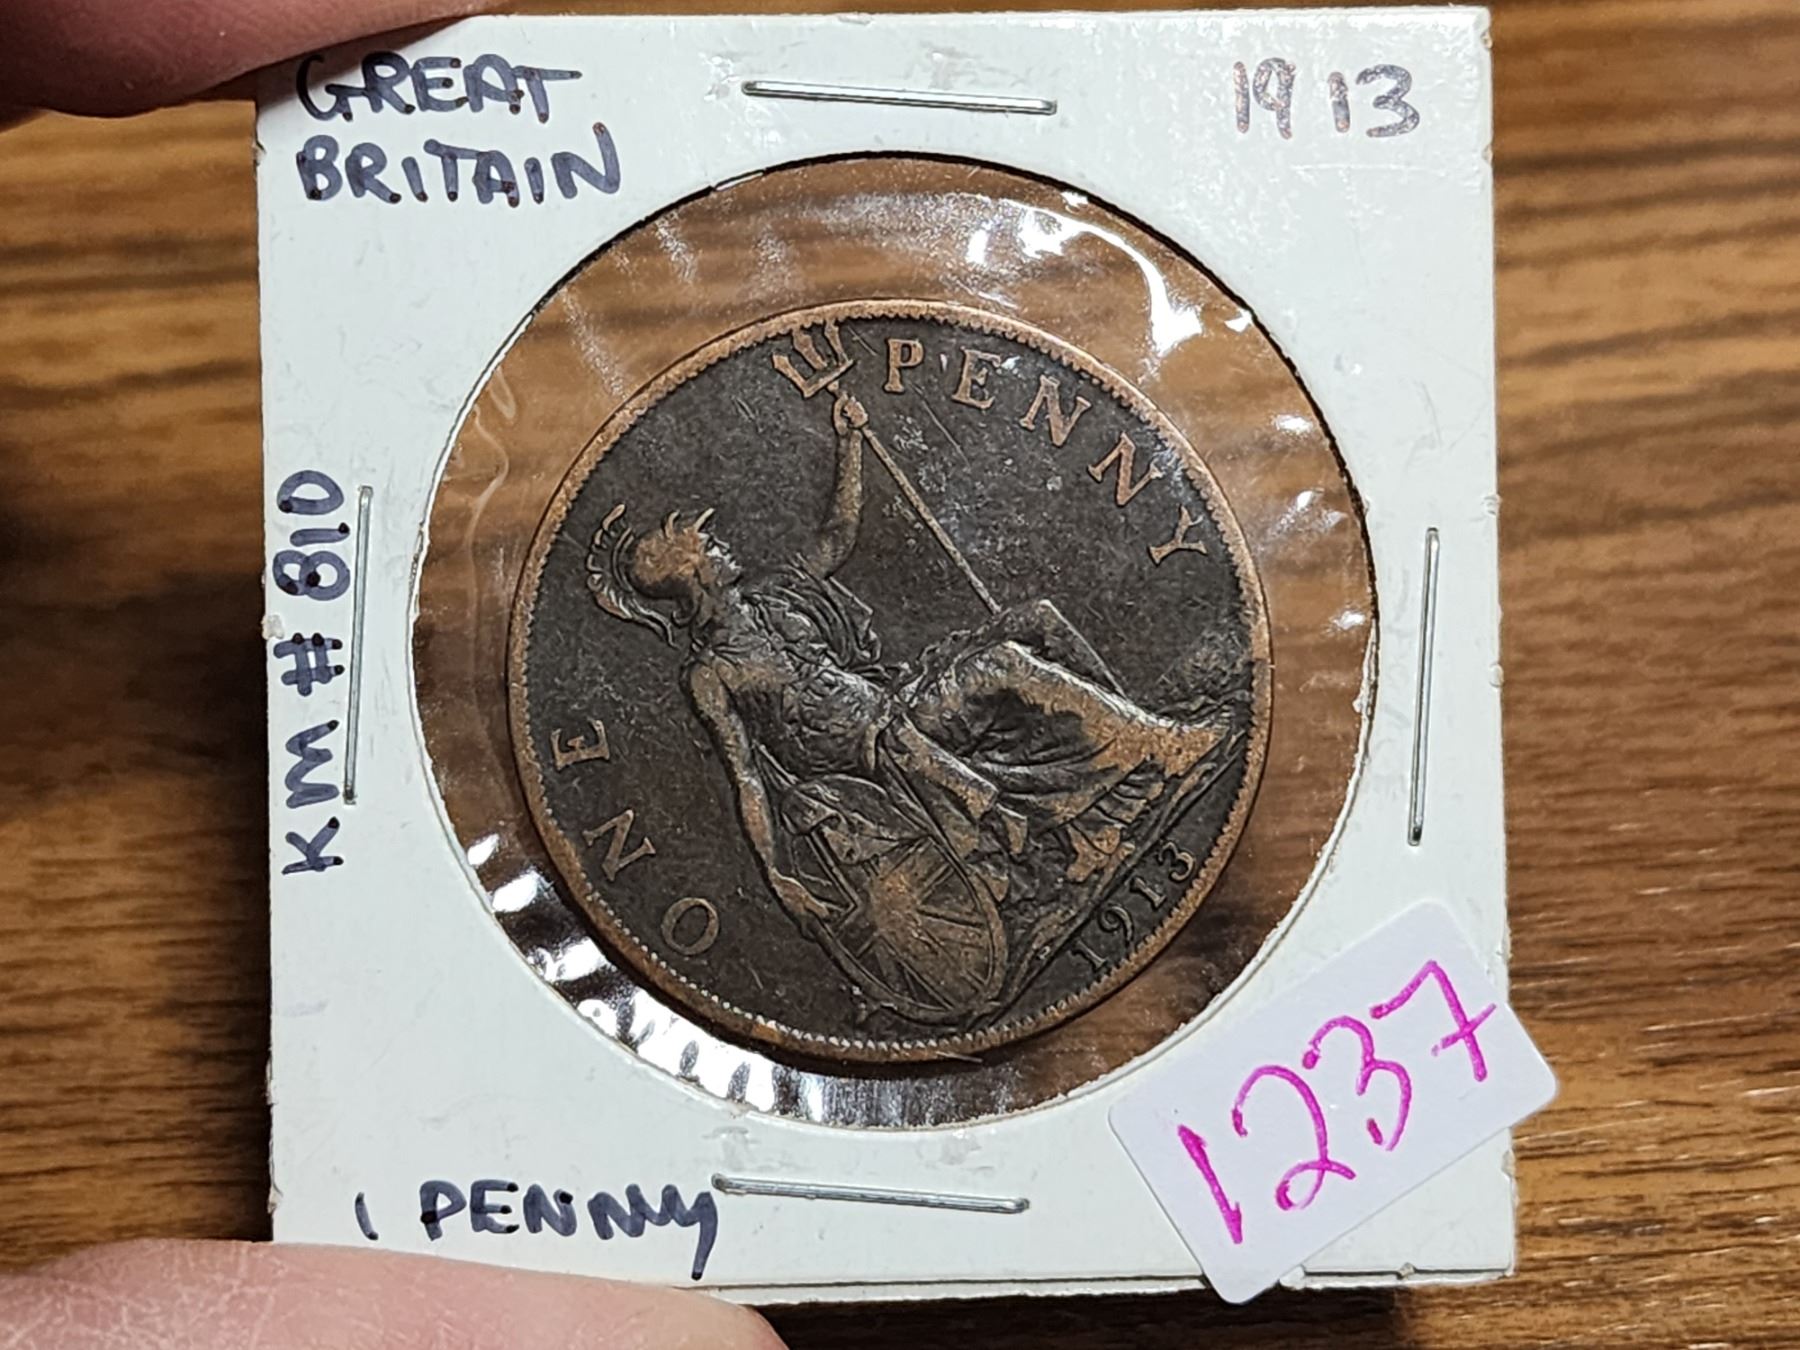 GREAT
BRITAIN
1913
KM # 810
ONE PENNY
1913
1 PENNY
1237